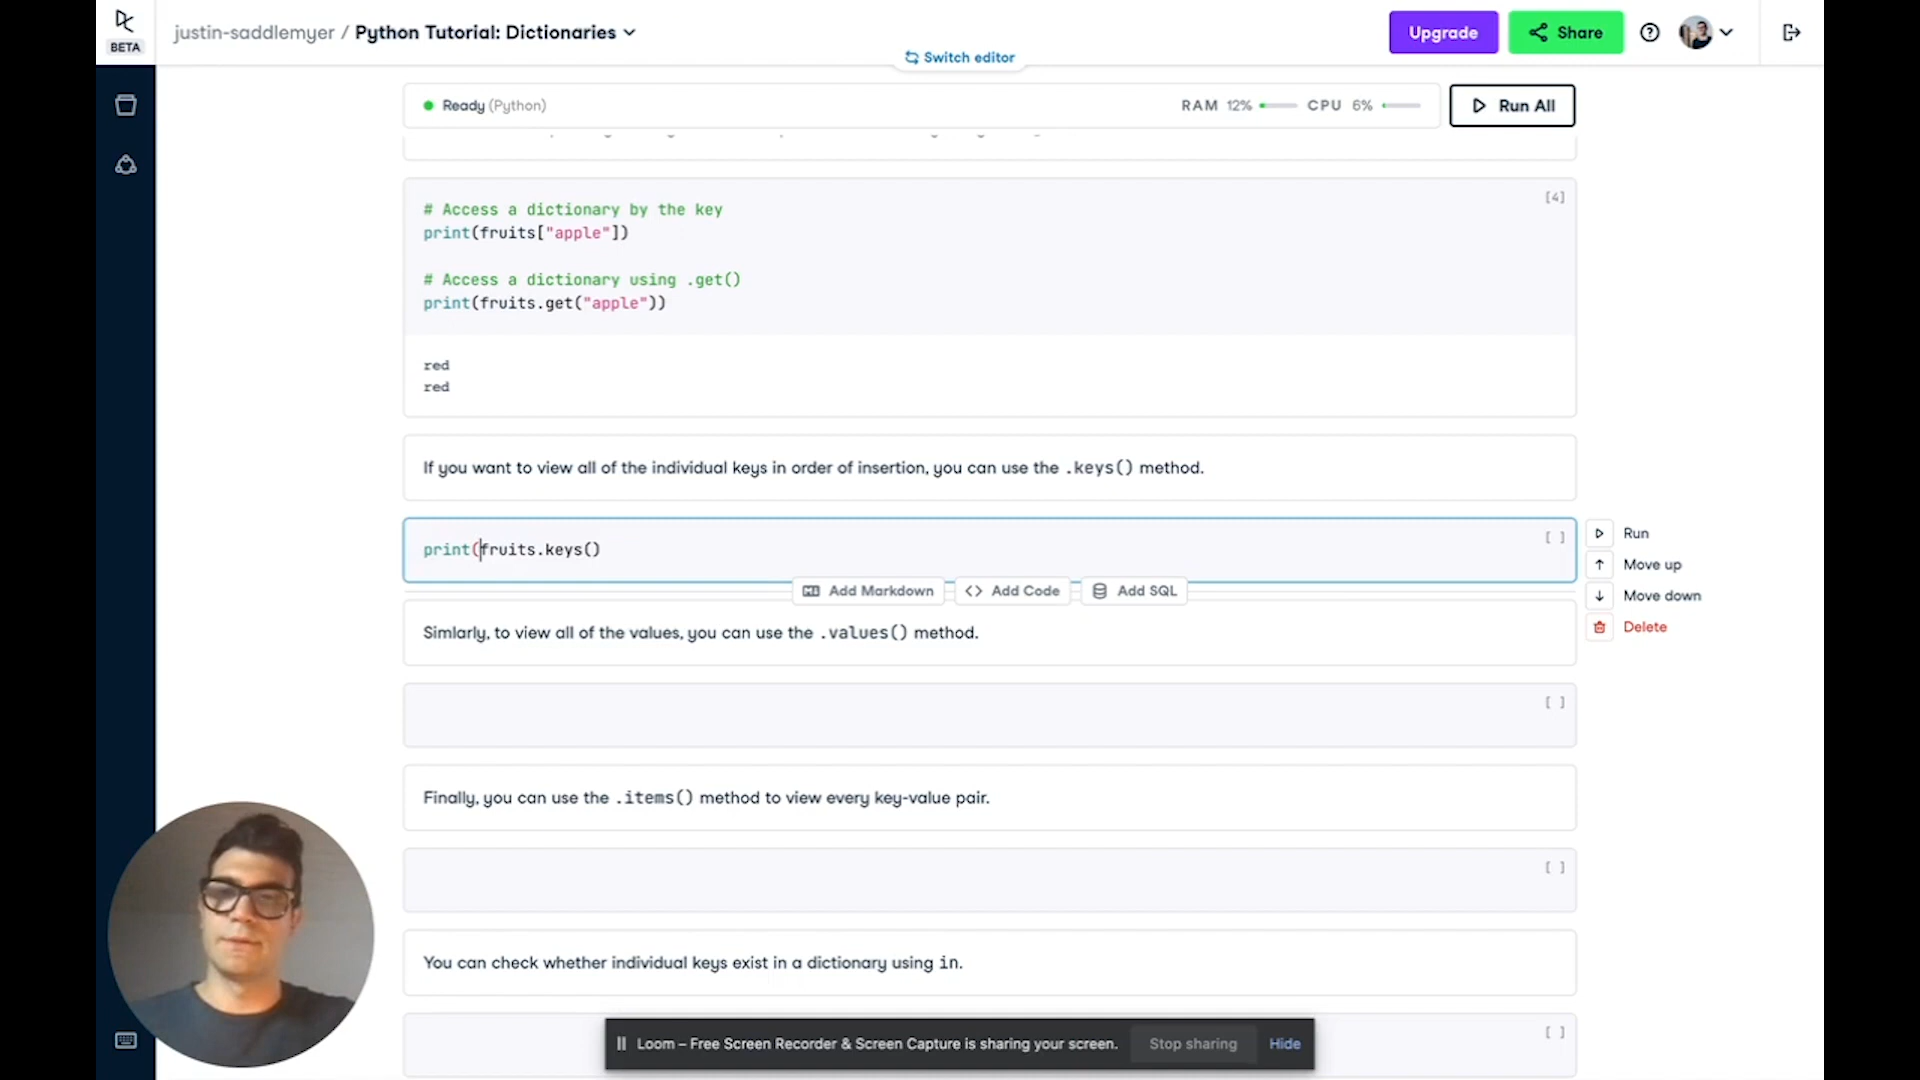 BETA
justin-saddlemyer / Python Tutorial: Dictionaries
Upgrade
Share
Switch editor
Ready (Python)
RAM 12%
CPU 6%
Run All
[4]
# Access a dictionary by the key
print(fruits["apple"])
# Access a dictionary using .get()
print(fruits.get("apple"))
red
red
If you want to view all of the individual keys in order of insertion, you can use the .keys() method.
print(fruits.keys()
[ ]
Run
Move up
Move down
Delete
Add Markdown
Add Code
Add SQL
Simlarly, to view all of the values, you can use the .values() method.
[ ]
Finally, you can use the .items() method to view every key-value pair.
[ ]
You can check whether individual keys exist in a dictionary using in.
[ ]
Loom – Free Screen Recorder & Screen Capture is sharing your screen.
Stop sharing
Hide